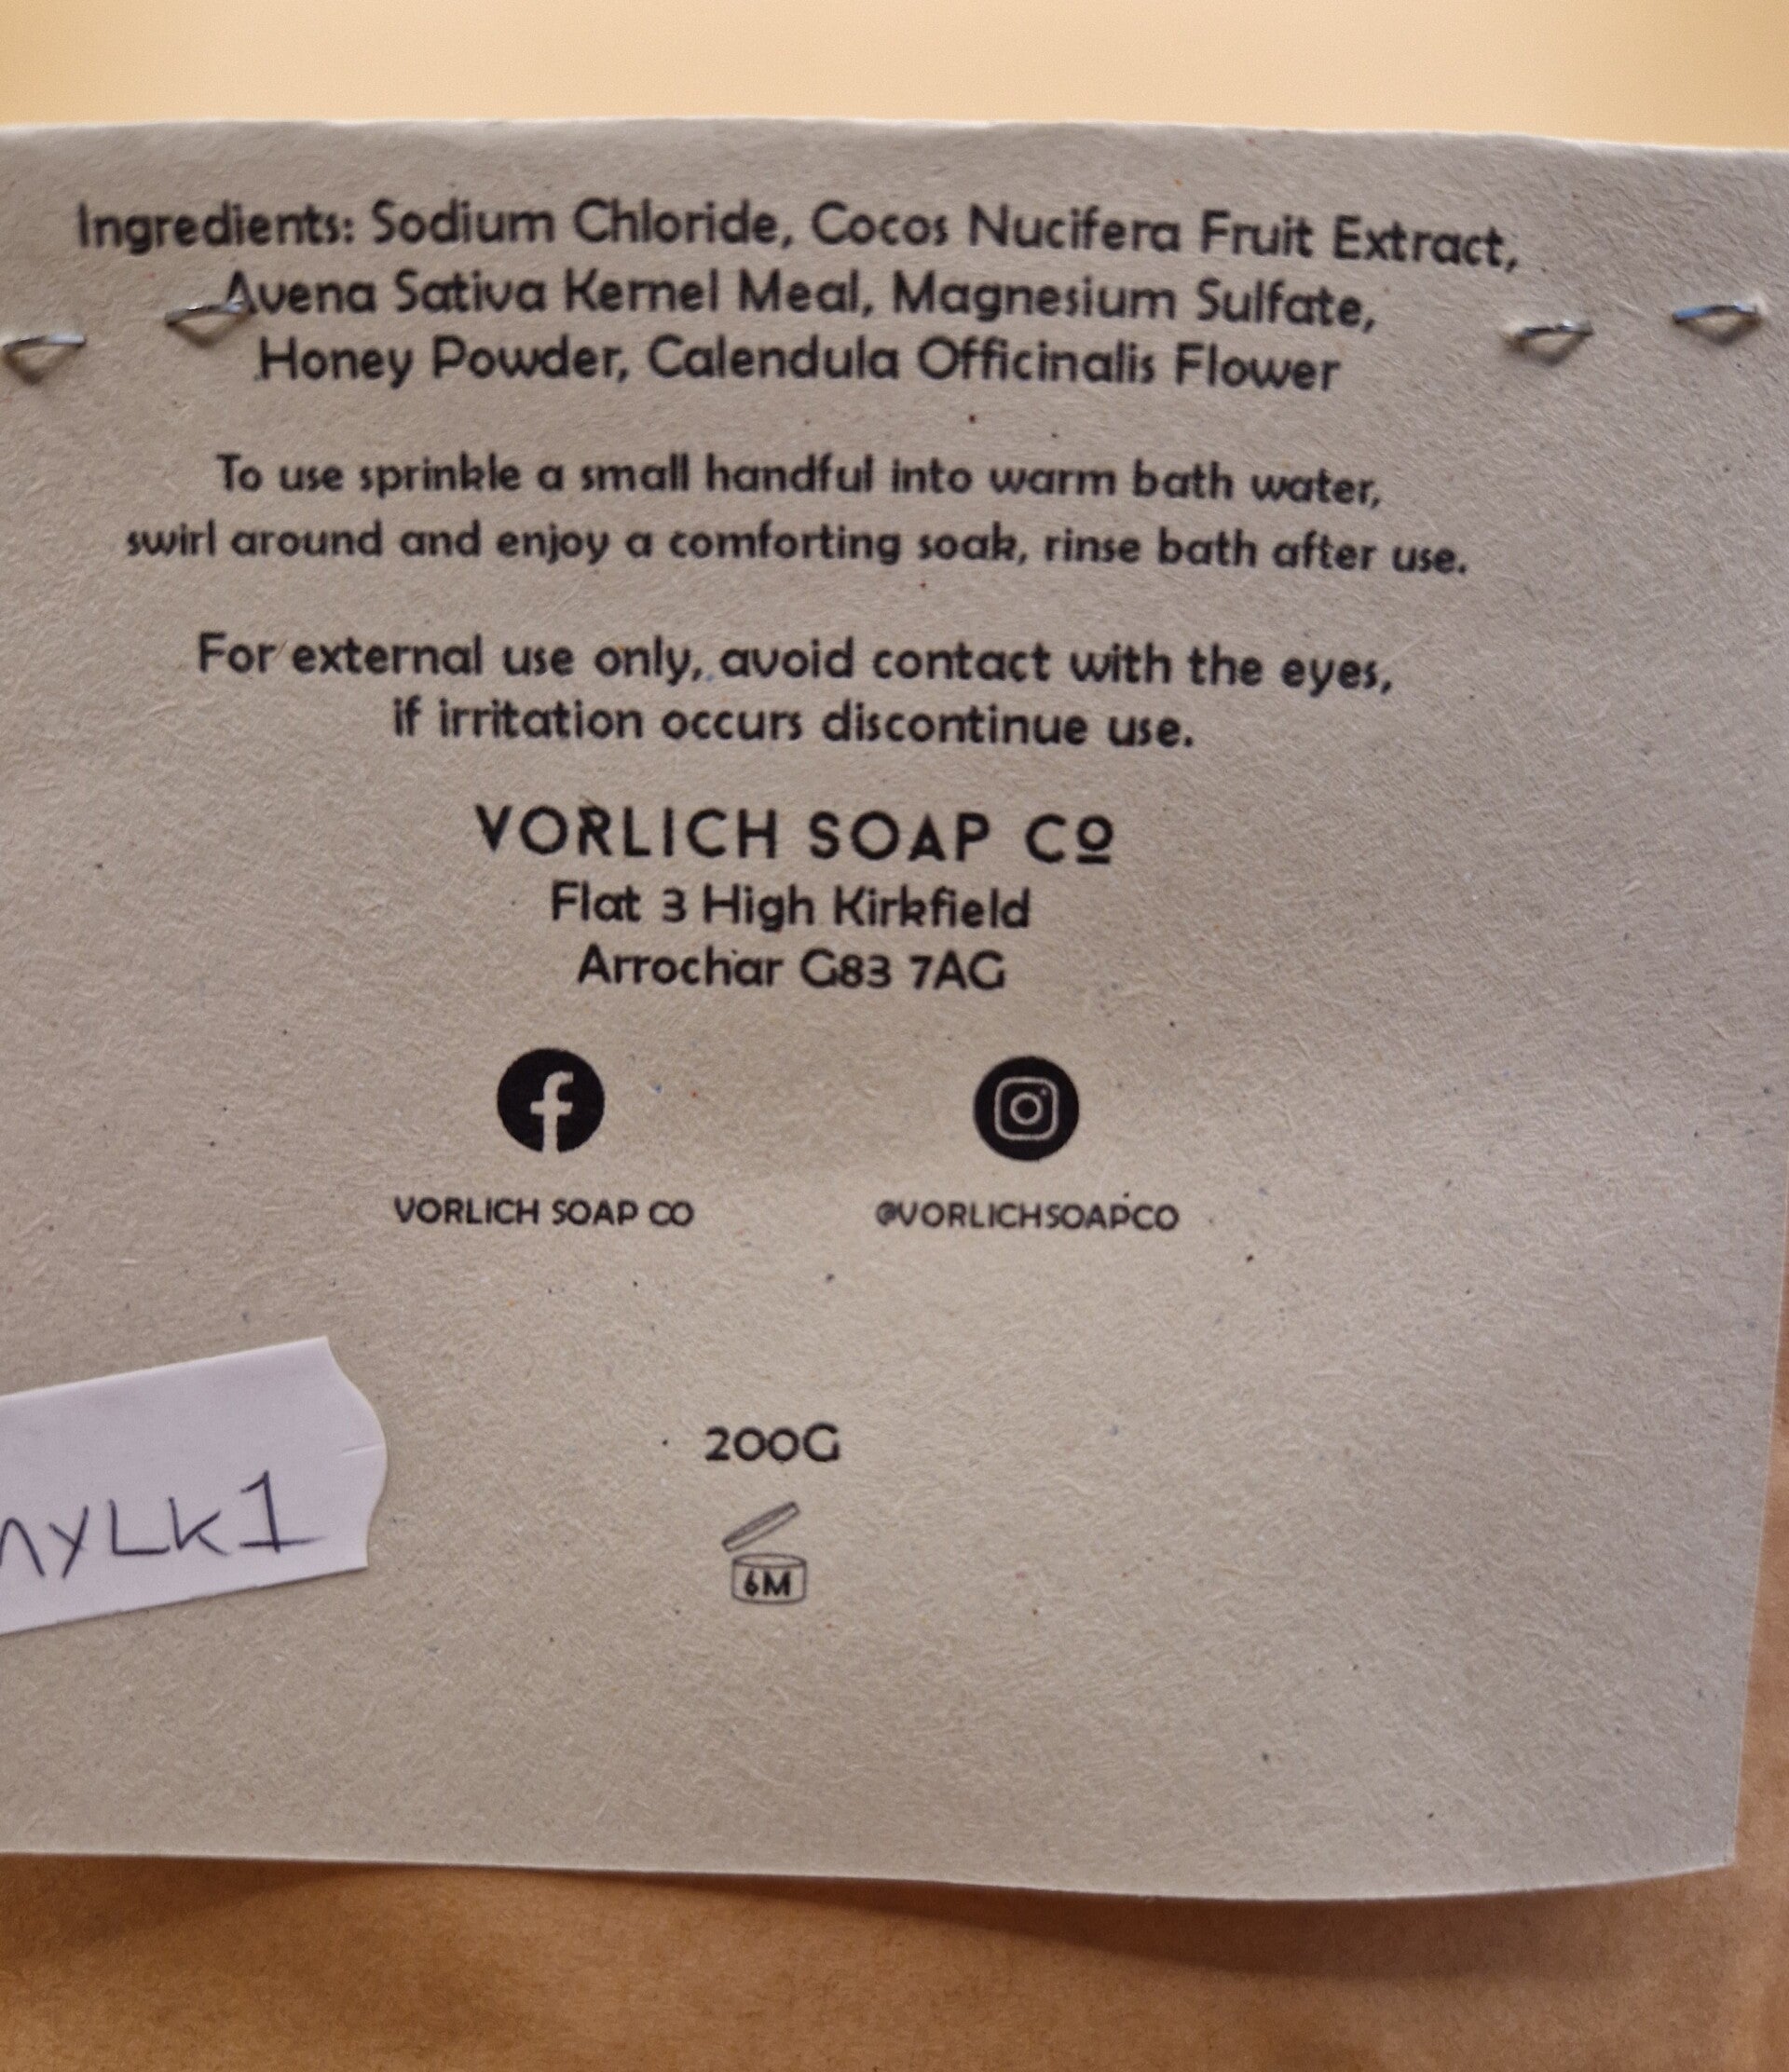 Ingredients: Sodium Chloride, Cocos Nucifera Fruit Extract,
Avena Sativa Kernel Meal, Magnesium Sulfate,
Honey Powder, Calendula Officinalis Flower
To use sprinkle a small handful into warm bath water,
swirl around and enjoy a comforting soak, rinse bath after use.
For external use only, avoid contact with the eyes,
if irritation occurs discontinue use.
VORLICH SOAP Co
Flat 3 High Kirkfield
Arrochar G83 7AG
VORLICH SOAP CO
@VORLICHSOAPCO
200G
6M